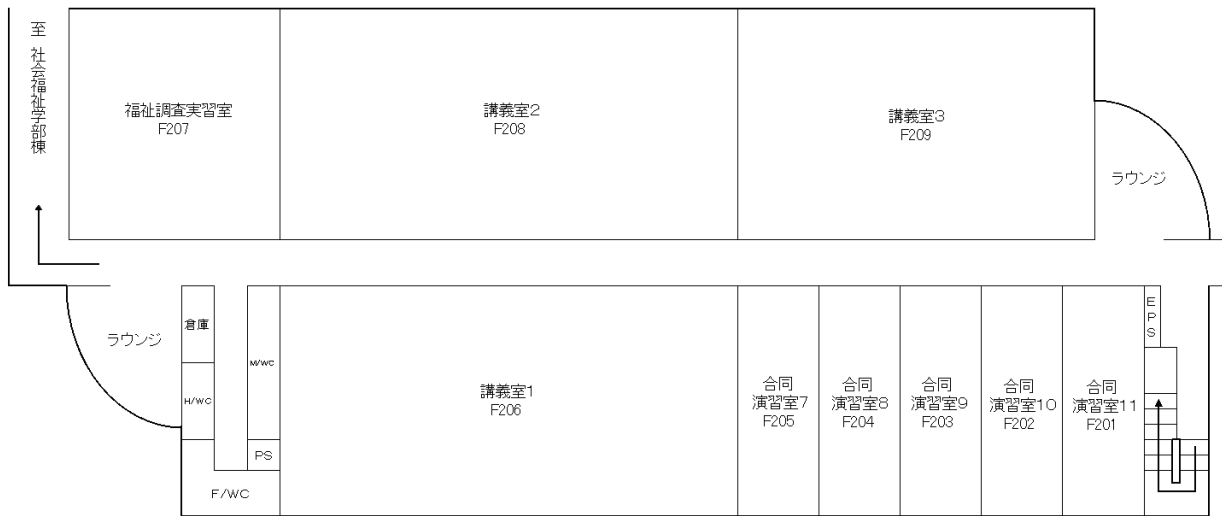 至 社会福祉学部棟
福祉調査実習室
F207
講義室2
F208
講義室3
F209
ラウンジ
ラウンジ
倉庫
H/WC
M/WC
PS
F/WC
講義室1
F206
合同
演習室7
F205
合同
演習室8
F204
合同
演習室9
F203
合同
演習室10
F202
合同
演習室11
F201
EPS